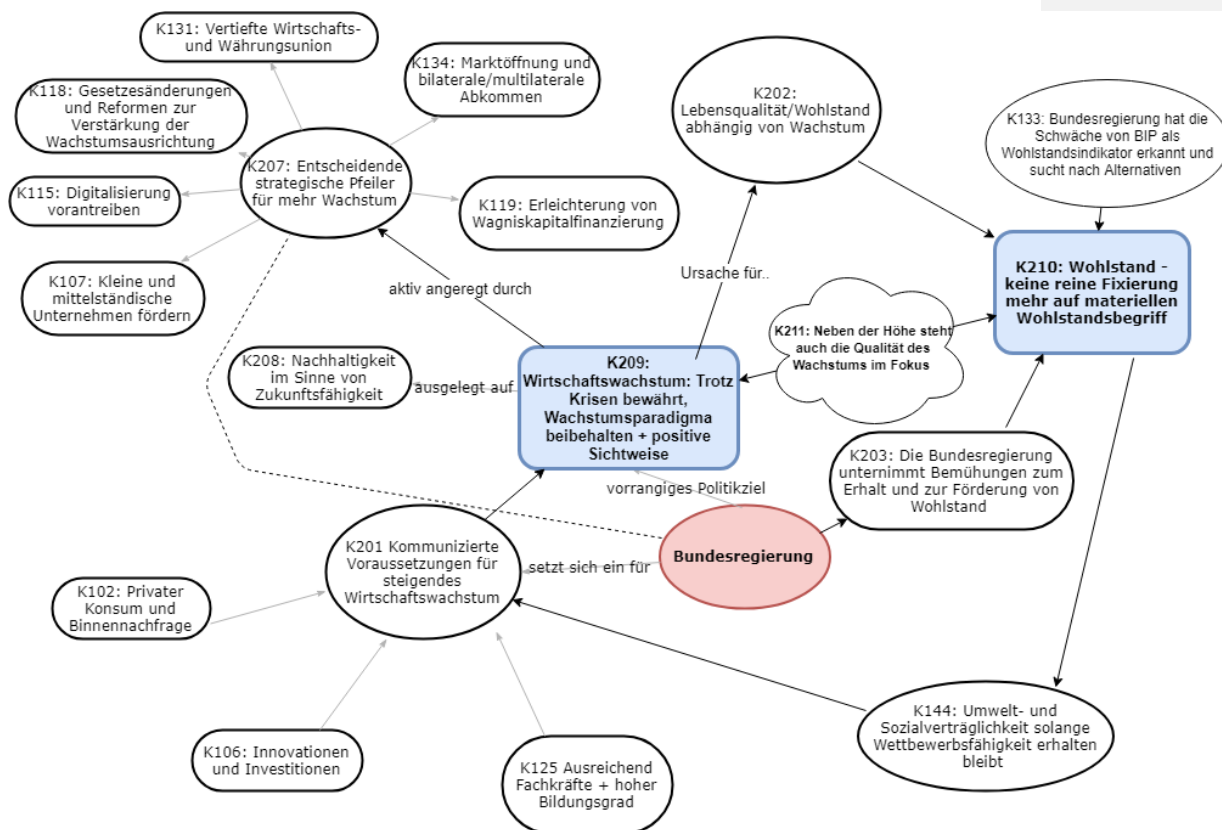 K131: Vertiefte Wirtschafts-
und Währungsunion
K134: Marktöffnung und
bilaterale/multilaterale
Abkommen
K118: Gesetzesänderungen
und Reformen zur
Verstärkung der
Wachstumsausrichtung
K202:
Lebensqualität/Wohlstand
abhängig von Wachstum
K133: Bundesregierung hat die
Schwäche von BIP als
Wohlstandsindikator erkannt und
sucht nach Alternativen
K207: Entscheidende
strategische Pfeiler
für mehr Wachstum
K115: Digitalisierung
vorantreiben
K119: Erleichterung von
Wagniskapitalfinanzierung
K107: Kleine und
mittelständische
Unternehmen fördern
aktiv angeregt durch
Ursache für..
K210: Wohlstand -
keine reine Fixierung
mehr auf materiellen
Wohlstandsbegriff
K211: Neben der Höhe steht
auch die Qualität des
Wachstums im Fokus
K208: Nachhaltigkeit
im Sinne von
Zukunftsfähigkeit
ausgelegt auf
K209:
Wirtschaftswachstum: Trotz
Krisen bewährt,
Wachstumsparadigma
beibehalten + positive
Sichtweise
K203: Die Bundesregierung
unternimmt Bemühungen zum
Erhalt und zur Förderung von
Wohlstand
vorrangiges Politikziel
Bundesregierung
setzt sich ein für
K201 Kommunizierte
Voraussetzungen für
steigendes
Wirtschaftswachstum
K102: Privater
Konsum und
Binnennachfrage
K106: Innovationen
und Investitionen
K125 Ausreichend
Fachkräfte + hoher
Bildungsgrad
K144: Umwelt- und
Sozialverträglichkeit solange
Wettbewerbsfähigkeit erhalten
bleibt